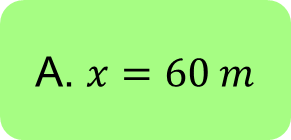 A. x = 60 m